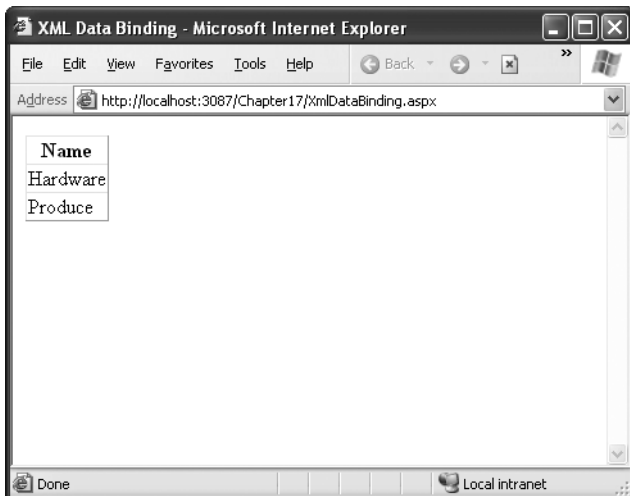 XML Data Binding - Microsoft Internet Explorer
File Edit View Favorites Tools Help Back »
Address http://localhost:3087/Chapter17/XmlDataBinding.aspx
Name
Hardware
Produce
Done Local intranet